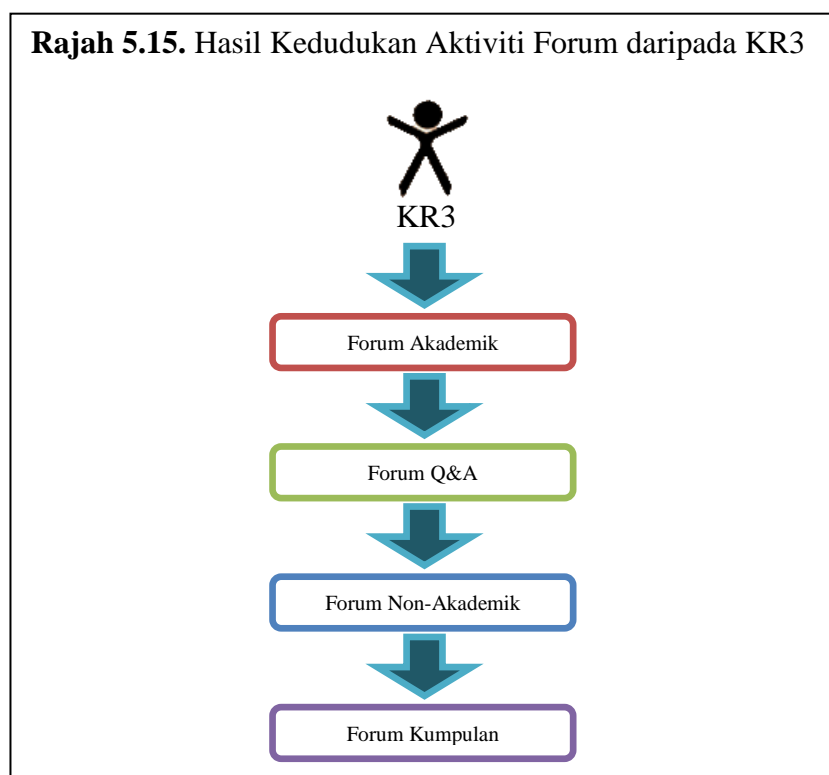 Rajah 5.15. Hasil Kedudukan Aktiviti Forum daripada KR3
KR3
Forum Akademik
Forum Q&A
Forum Non-Akademik
Forum Kumpulan